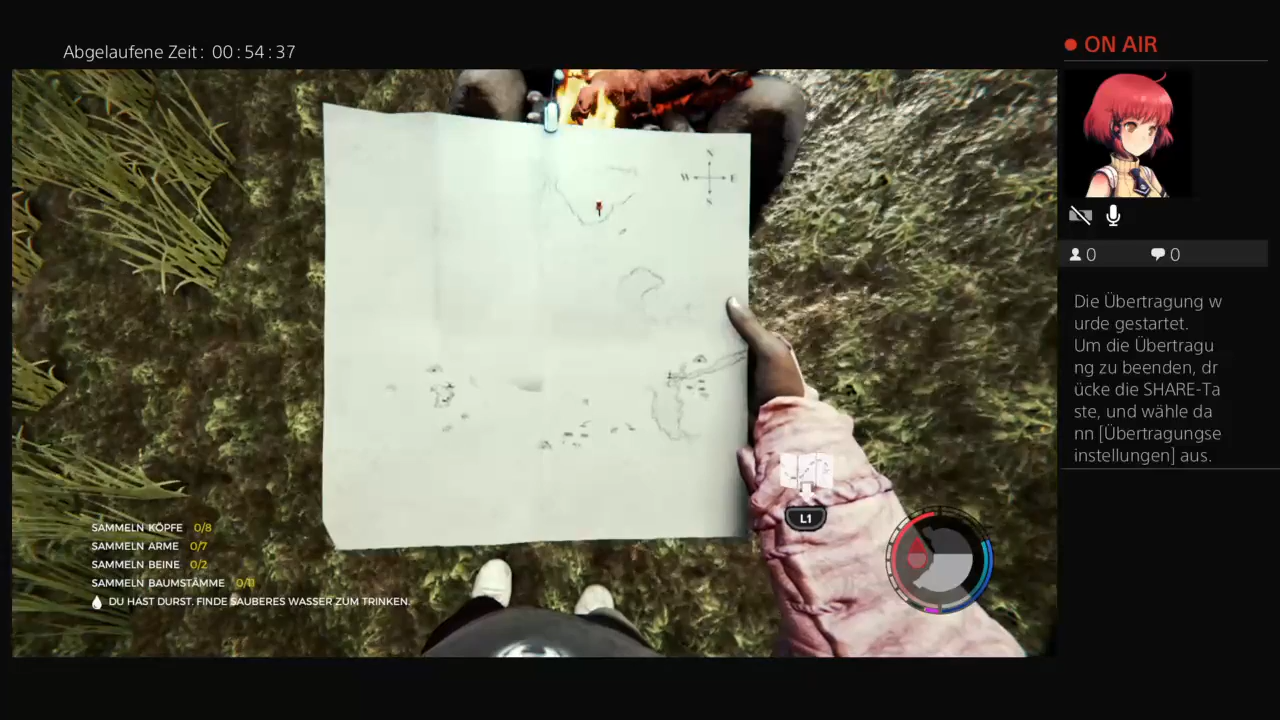 Abgelaufene Zeit: 00:54:37
ON AIR
N
W E
S
0 0
Die Übertragung w
urde gestartet.
Um die Übertragu
ng zu beenden, dr
ücke die SHARE-Ta
ste, und wähle da
nn [Übertragungse
instellungen] aus.
L1
SAMMELN KÖPFE 0/8
SAMMELN ARME 0/7
SAMMELN BEINE 0/2
SAMMELN BAUMSTÄMME 0/11
DU HAST DURST. FINDE SAUBERES WASSER ZUM TRINKEN.